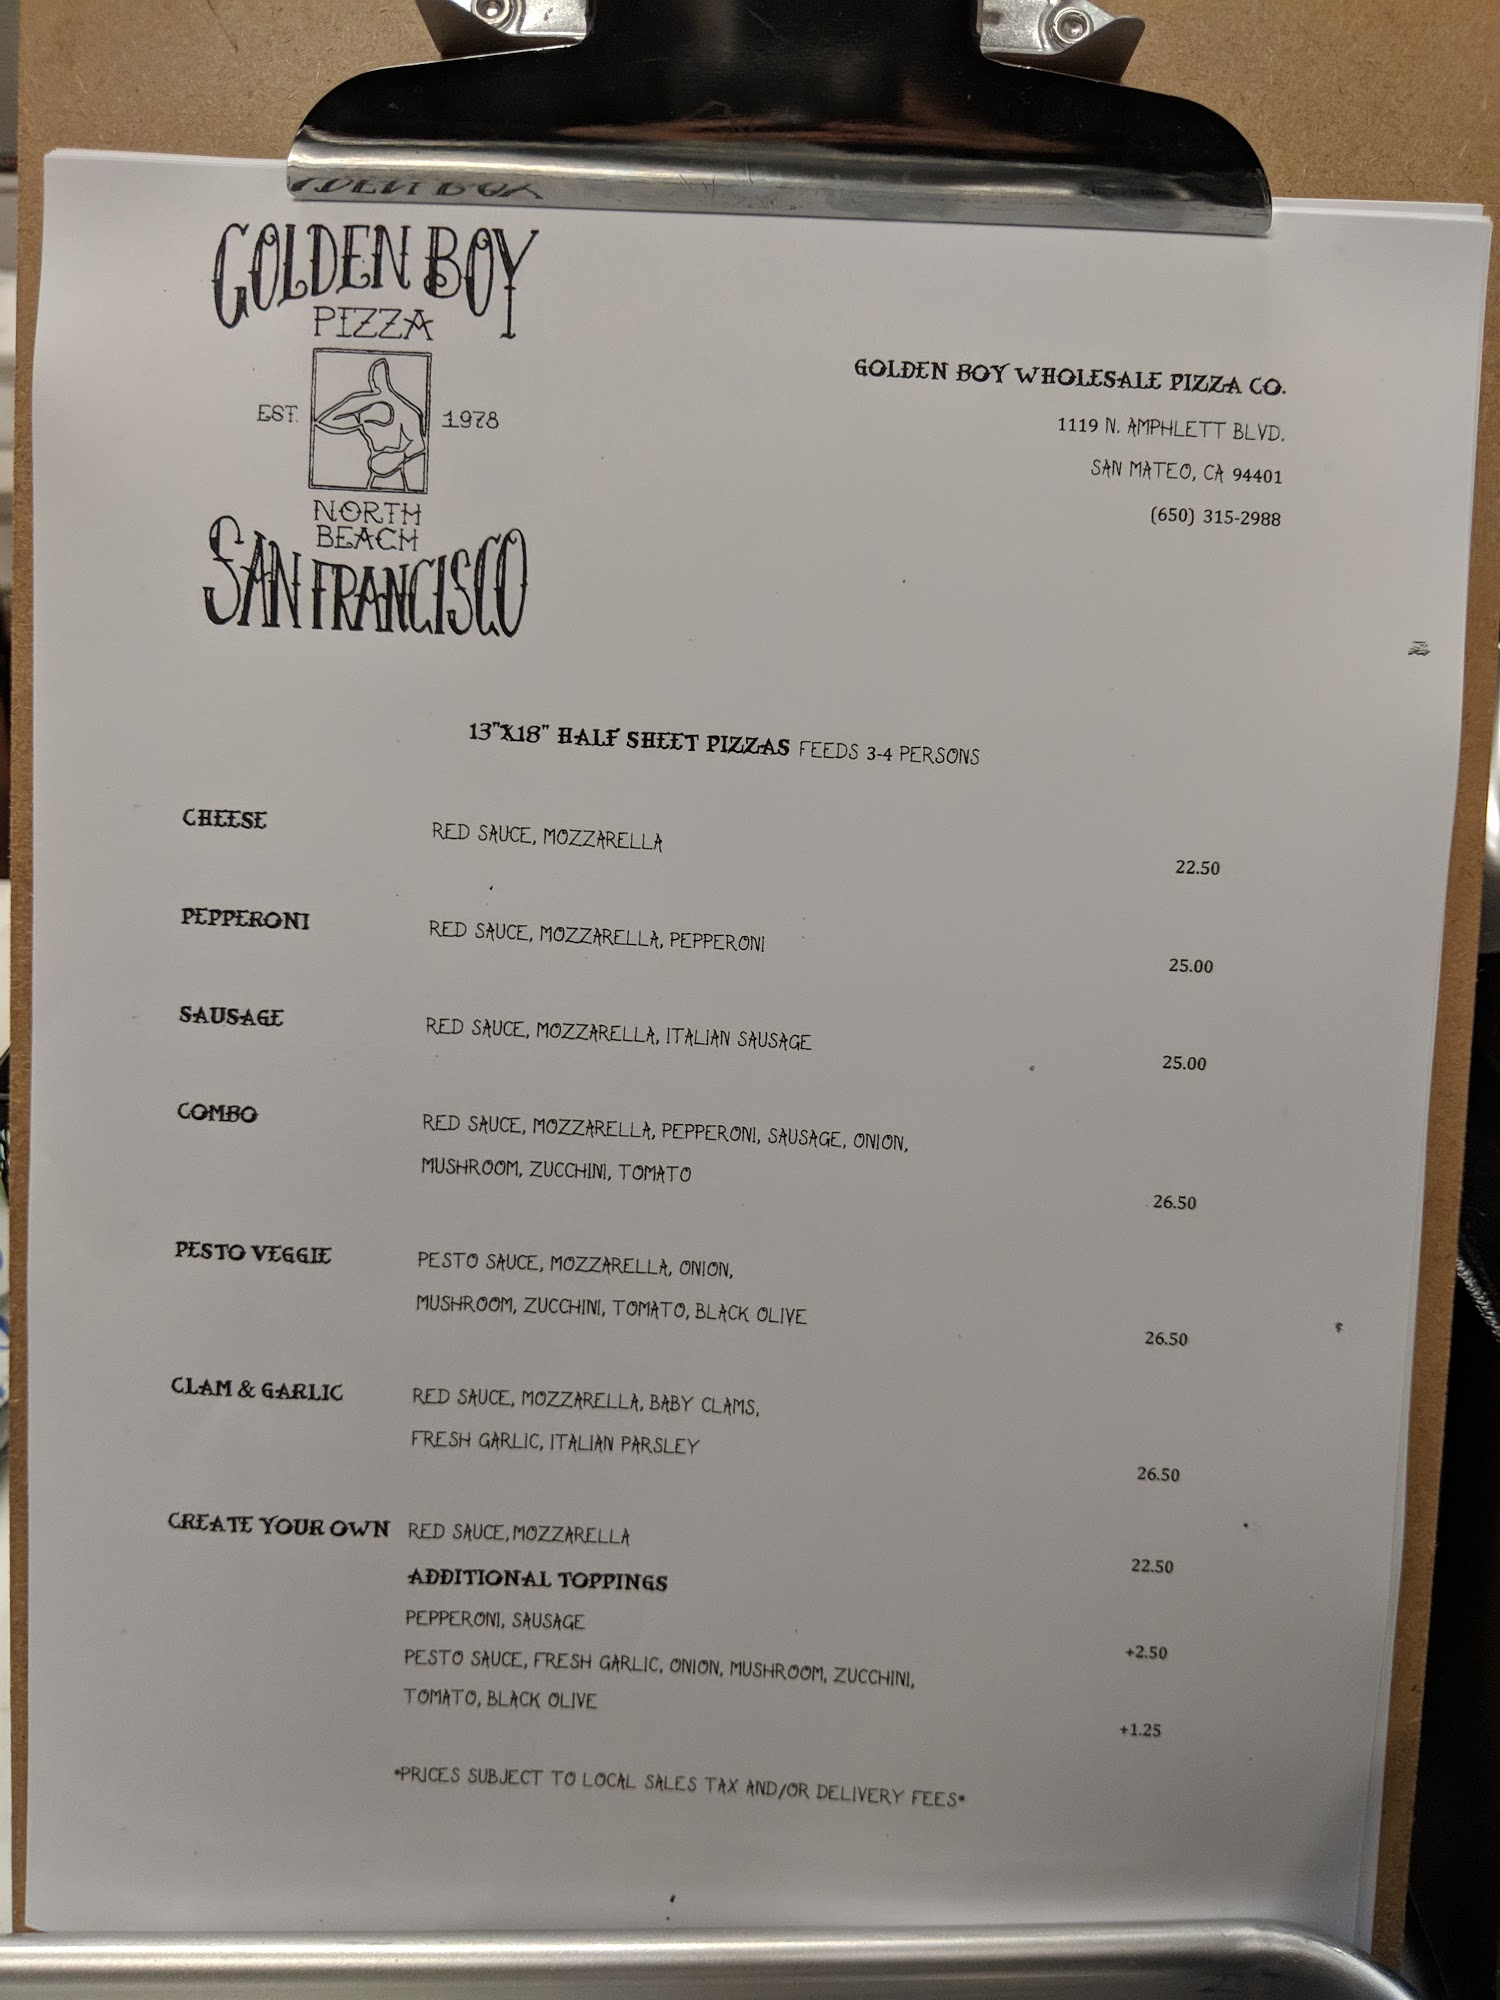 GOLDEN BOY
PIZZA
EST. 1978
NORTH
BEACH
SAN FRANCISCO
GOLDEN BOY WHOLESALE PIZZA CO.
1119 N. AMPHLETT BLVD.
SAN MATEO, CA 94401
(650) 315-2988
13"X18" HALF SHEET PIZZAS FEEDS 3-4 PERSONS
CHEESE RED SAUCE, MOZZARELLA
22.50
PEPPERONI RED SAUCE, MOZZARELLA, PEPPERONI
25.00
SAUSAGE RED SAUCE, MOZZARELLA, ITALIAN SAUSAGE
25.00
COMBO RED SAUCE, MOZZARELLA, PEPPERONI, SAUSAGE, ONION,
MUSHROOM, ZUCCHINI, TOMATO
26.50
PESTO VEGGIE PESTO SAUCE, MOZZARELLA, ONION,
MUSHROOM, ZUCCHINI, TOMATO, BLACK OLIVE
26.50
CLAM & GARLIC RED SAUCE, MOZZARELLA, BABY CLAMS,
FRESH GARLIC, ITALIAN PARSLEY
26.50
CREATE YOUR OWN RED SAUCE, MOZZARELLA
22.50
ADDITIONAL TOPPINGS
PEPPERONI, SAUSAGE
+2.50
PESTO SAUCE, FRESH GARLIC, ONION, MUSHROOM, ZUCCHINI,
TOMATO, BLACK OLIVE
+1.25
*PRICES SUBJECT TO LOCAL SALES TAX AND/OR DELIVERY FEES*